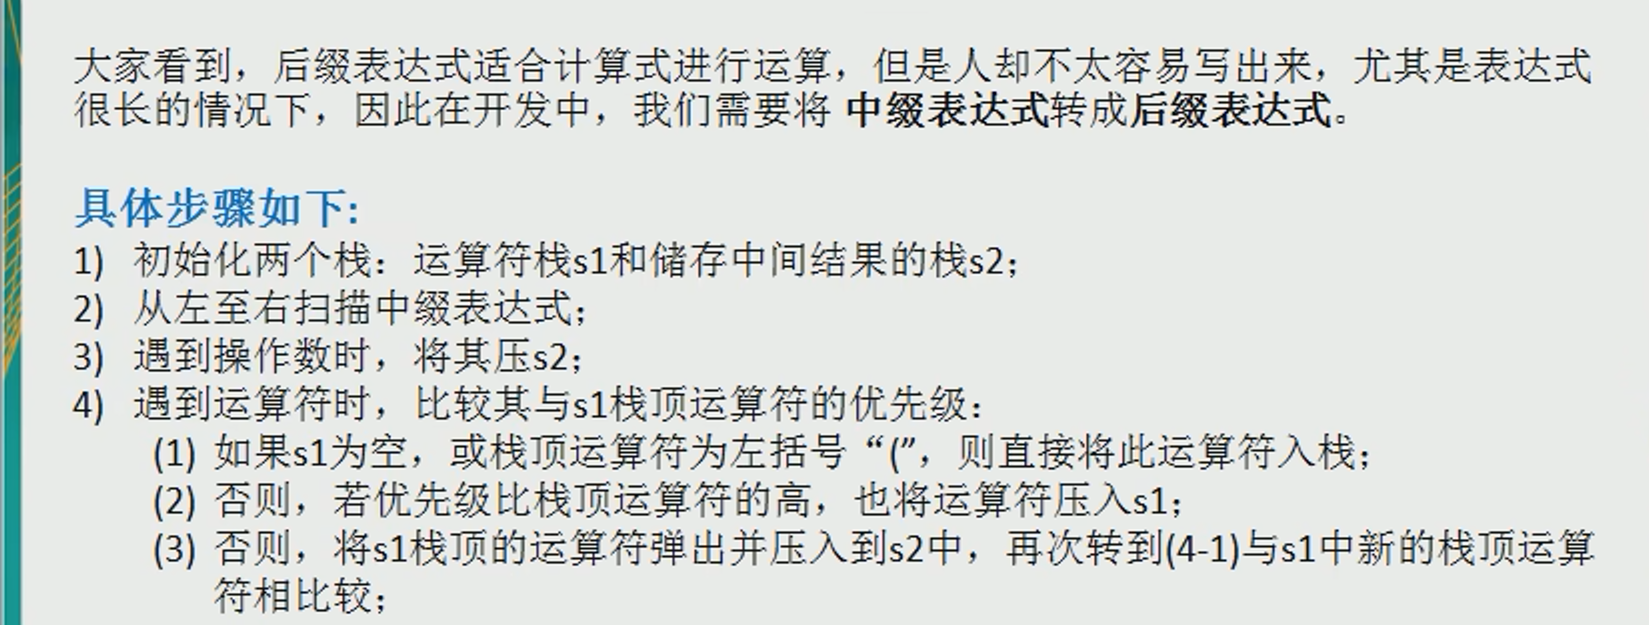 大家看到，后缀表达式适合计算式进行运算，但是人却不太容易写出来，尤其是表达式
很长的情况下，因此在开发中，我们需要将 中缀表达式转成后缀表达式。
具体步骤如下:
1) 初始化两个栈：运算符栈s1和储存中间结果的栈s2；
2) 从左至右扫描中缀表达式；
3) 遇到操作数时，将其压s2；
4) 遇到运算符时，比较其与s1栈顶运算符的优先级：
(1) 如果s1为空，或栈顶运算符为左括号“(”，则直接将此运算符入栈；
(2) 否则，若优先级比栈顶运算符的高，也将运算符压入s1；
(3) 否则，将s1栈顶的运算符弹出并压入到s2中，再次转到(4-1)与s1中新的栈顶运算
符相比较；